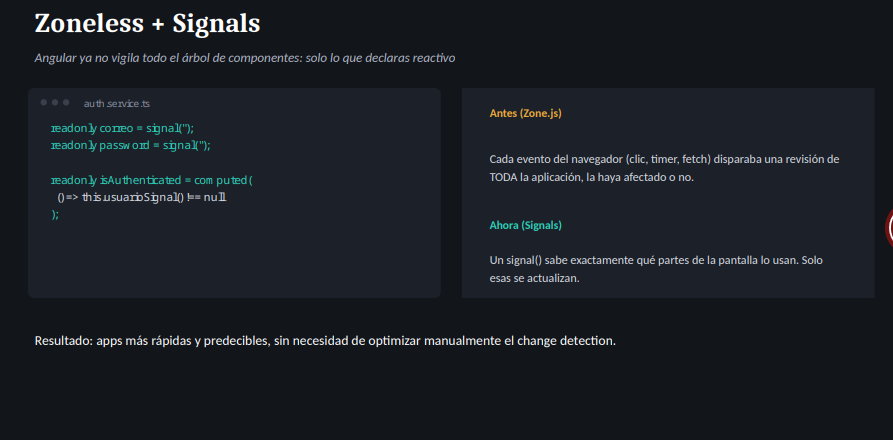 Zoneless + Signals
Angular ya no vigila todo el árbol de componentes: solo lo que declaras reactivo
auth.service.ts
readonly correo = signal('');
readonly password = signal('');
readonly isAuthenticated = computed(
() => this.usuarioSignal() !== null
);
Antes (Zone.js)
Cada evento del navegador (clic, timer, fetch) disparaba una revisión de
TODA la aplicación, la haya afectado o no.
Ahora (Signals)
Un signal() sabe exactamente qué partes de la pantalla lo usan. Solo
esas se actualizan.
Resultado: apps más rápidas y predecibles, sin necesidad de optimizar manualmente el change detection.